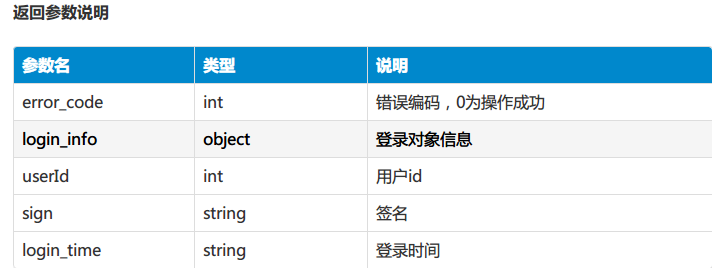 返回参数说明
参数名 类型 说明
error_code int 错误编码，0为操作成功
login_info object 登录对象信息
userId int 用户id
sign string 签名
login_time string 登录时间